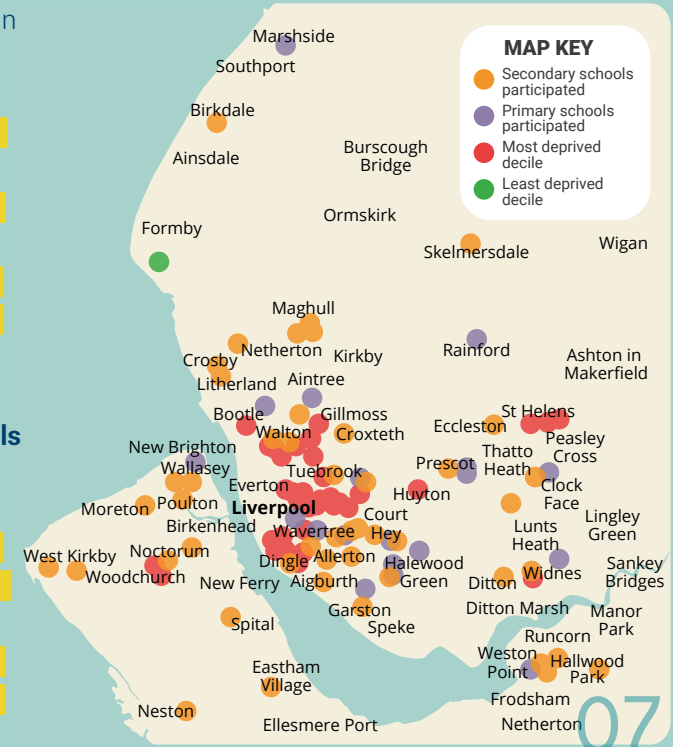 n
ls
MAP KEY
Secondary schools
participated
Primary schools
participated
Most deprived
decile
Least deprived
decile
Marshside
Southport
Birkdale
Ainsdale
Burscough
Bridge
Ormskirk
Formby
Skelmersdale
Wigan
Maghull
Netherton
Kirkby
Crosby
Litherland
Aintree
Rainford
Ashton in
Makerfield
Bootle
Gillmoss
Walton
Croxteth
Eccleston
St Helens
Peasley
Cross
New Brighton
Wallasey
Tuebrook
Prescot
Thatto
Heath
Everton
Huyton
Clock
Face
Moreton
Poulton
Liverpool
Birkenhead
Court
Hey
Wavertree
Lunts
Heath
Lingley
Green
West Kirkby
Noctorum
Woodchurch
Dingle
Allerton
Halewood
Green
New Ferry
Aigburth
Ditton
Widnes
Sankey
Bridges
Garston
Speke
Ditton Marsh
Manor
Park
Spital
Runcorn
Weston
Point
Hallwood
Park
Eastham
Village
Frodsham
Neston
Ellesmere Port
Netherton
07